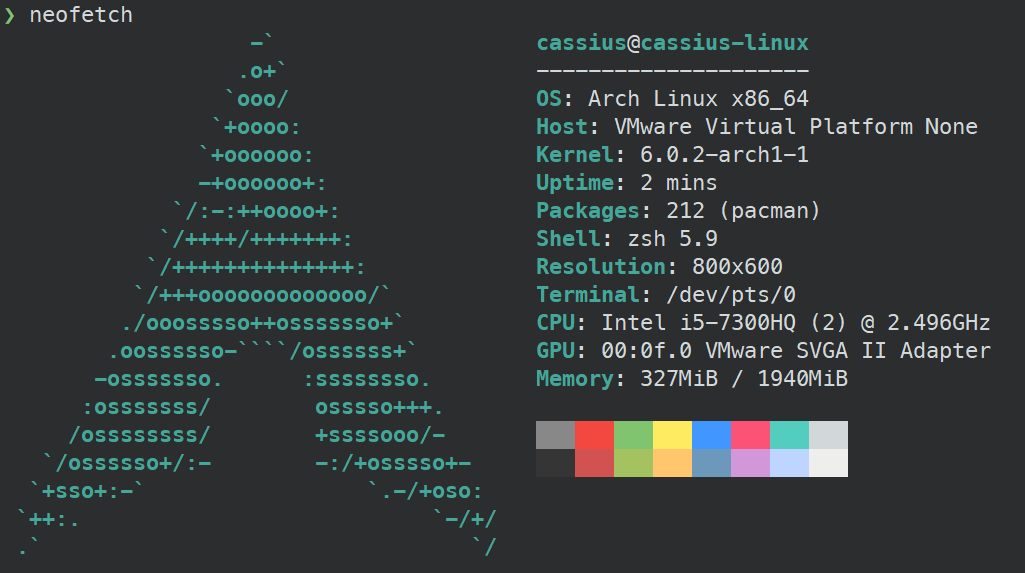 ❯ neofetch
                   -`                    cassius@cassius-linux
                  .o+`                   ---------------------
                 `ooo/                   OS: Arch Linux x86_64
                `+oooo:                  Host: VMware Virtual Platform None
               `+oooooo:                 Kernel: 6.0.2-arch1-1
               -+oooooo+:                Uptime: 2 mins
             `/:-:++oooo+:               Packages: 212 (pacman)
            `/++++/+++++++:              Shell: zsh 5.9
           `/++++++++++++++:             Resolution: 800x600
          `/+++ooooooooooooo/`           Terminal: /dev/pts/0
         ./ooosssso++osssssso+`          CPU: Intel i5-7300HQ (2) @ 2.496GHz
        .oossssso-````/ossssss+`         GPU: 00:0f.0 VMware SVGA II Adapter
       -osssssso.      :ssssssso.        Memory: 327MiB / 1940MiB
      :osssssss/        osssso+++.
     /ossssssss/        +ssssooo/-
   `/ossssso+/:-        -:/+osssso+-
  `+sso+:-`                 `.-/+oso:
 `++:.                           `-/+/
 .`                                 `/